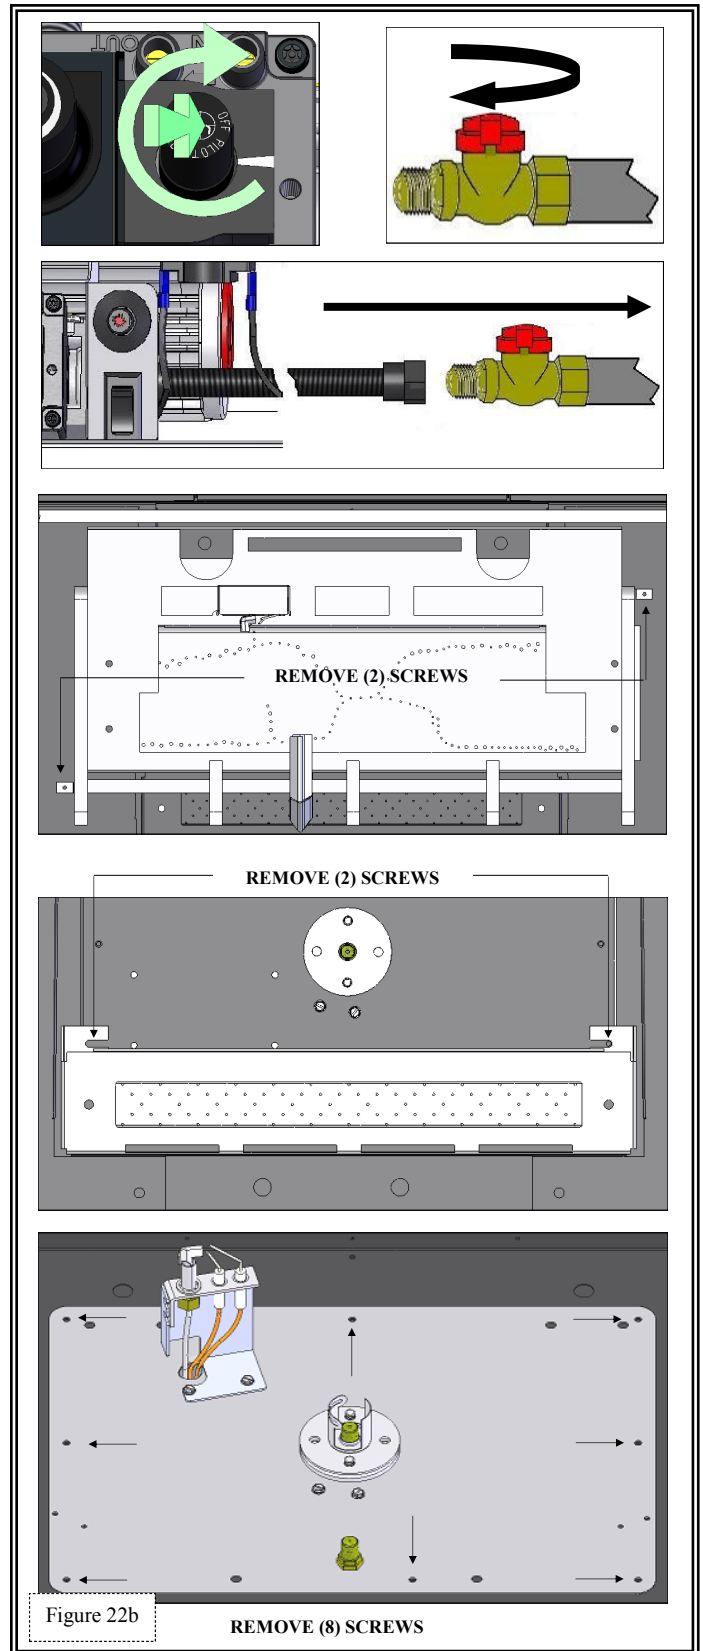 OUT
IN
OFF
PILOT
REMOVE (2) SCREWS
REMOVE (2) SCREWS
Figure 22b
REMOVE (8) SCREWS